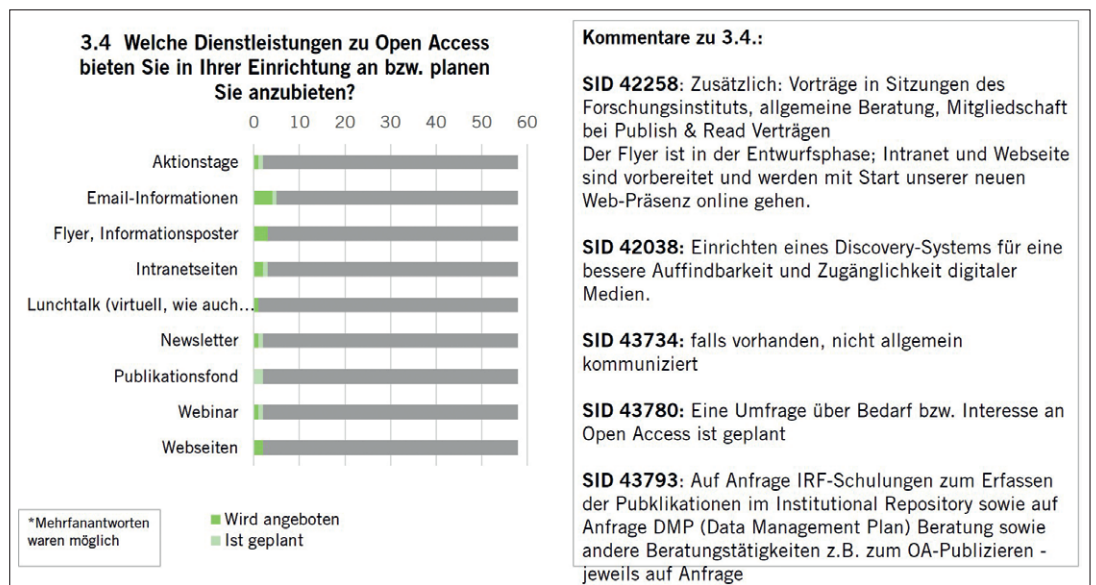 3.4 Welche Dienstleistungen zu Open Access
bieten Sie in Ihrer Einrichtung an bzw. planen
Sie anzubieten?
0 10 20 30 40 50 60
Aktionstage
Email-Informationen
Flyer, Informationsposter
Intranetseiten
Lunchtalk (virtuell, wie auch...
Newsletter
Publikationsfond
Webinar
Webseiten
*Mehrfanantworten
waren möglich
Wird angeboten
Ist geplant
Kommentare zu 3.4.:
SID 42258: Zusätzlich: Vorträge in Sitzungen des
Forschungsinstituts, allgemeine Beratung, Mitgliedschaft
bei Publish & Read Verträgen
Der Flyer ist in der Entwurfsphase; Intranet und Webseite
sind vorbereitet und werden mit Start unserer neuen
Web-Präsenz online gehen.
SID 42038: Einrichten eines Discovery-Systems für eine
bessere Auffindbarkeit und Zugänglichkeit digitaler
Medien.
SID 43734: falls vorhanden, nicht allgemein
kommuniziert
SID 43780: Eine Umfrage über Bedarf bzw. Interesse an
Open Access ist geplant
SID 43793: Auf Anfrage IRF-Schulungen zum Erfassen
der Pubklikationen im Institutional Repository sowie auf
Anfrage DMP (Data Management Plan) Beratung sowie
andere Beratungstätigkeiten z.B. zum OA-Publizieren -
jeweils auf Anfrage